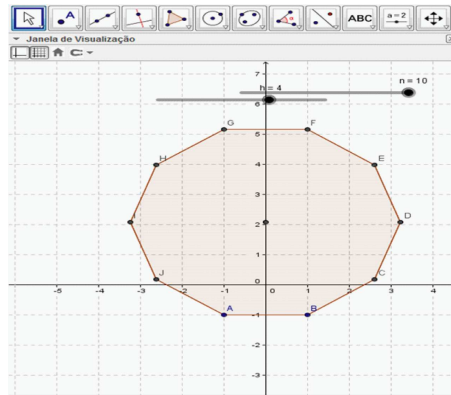 A ABC a=2
Janela de Visualização
n = 10
h = 4
7
6
G F
5
H E
4
3
I D
2
1
J C
-5 -4 -3 -2 -1 0 1 2 3 4
0
A B
-1
-2
-3